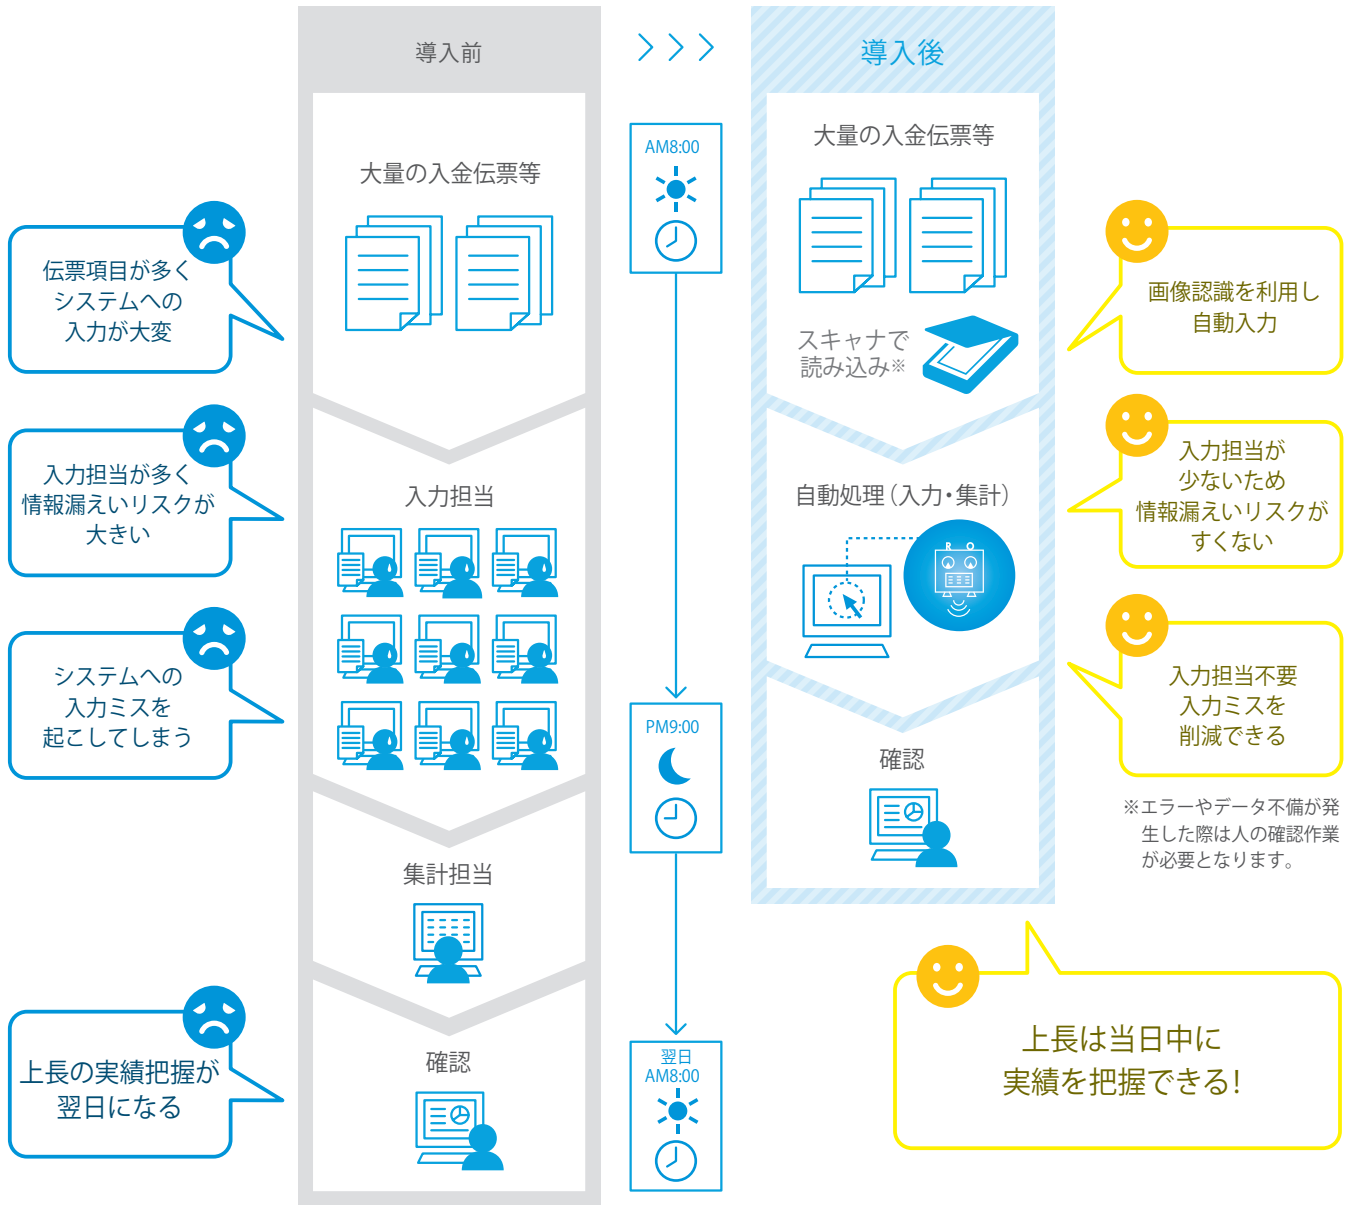 導入前
大量の入金伝票等
伝票項目が多く
システムへの
入力が大変
入力担当
入力担当が多く
情報漏えいリスクが
大きい
システムへの
入力ミスを
起こしてしまう
集計担当
確認
上長の実績把握が
翌日になる
AM8:00
PM9:00
翌日
AM8:00
導入後
大量の入金伝票等
スキャナで
読み込み※
画像認識を利用し
自動入力
自動処理（入力・集計）
R O
入力担当が
少ないため
情報漏えいリスクが
すくない
入力担当不要
入力ミスを
削減できる
確認
※エラーやデータ不備が発
生した際は人の確認作業
が必要となります。
上長は当日中に
実績を把握できる！